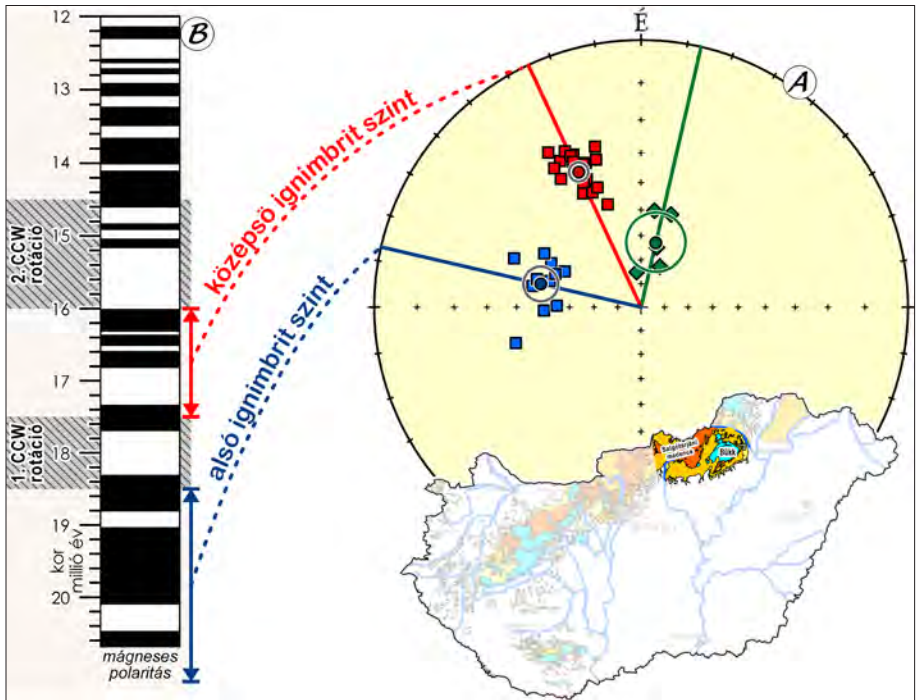 12
13
14
15
16
17
18
19
20
kor
millió év
mágneses
polaritás
B
2. CCW
rotáció
1. CCW
rotáció
középső ignimbrit szint
alsó ignimbrit szint
É
A
Salgótarjáni
medence
Bükk